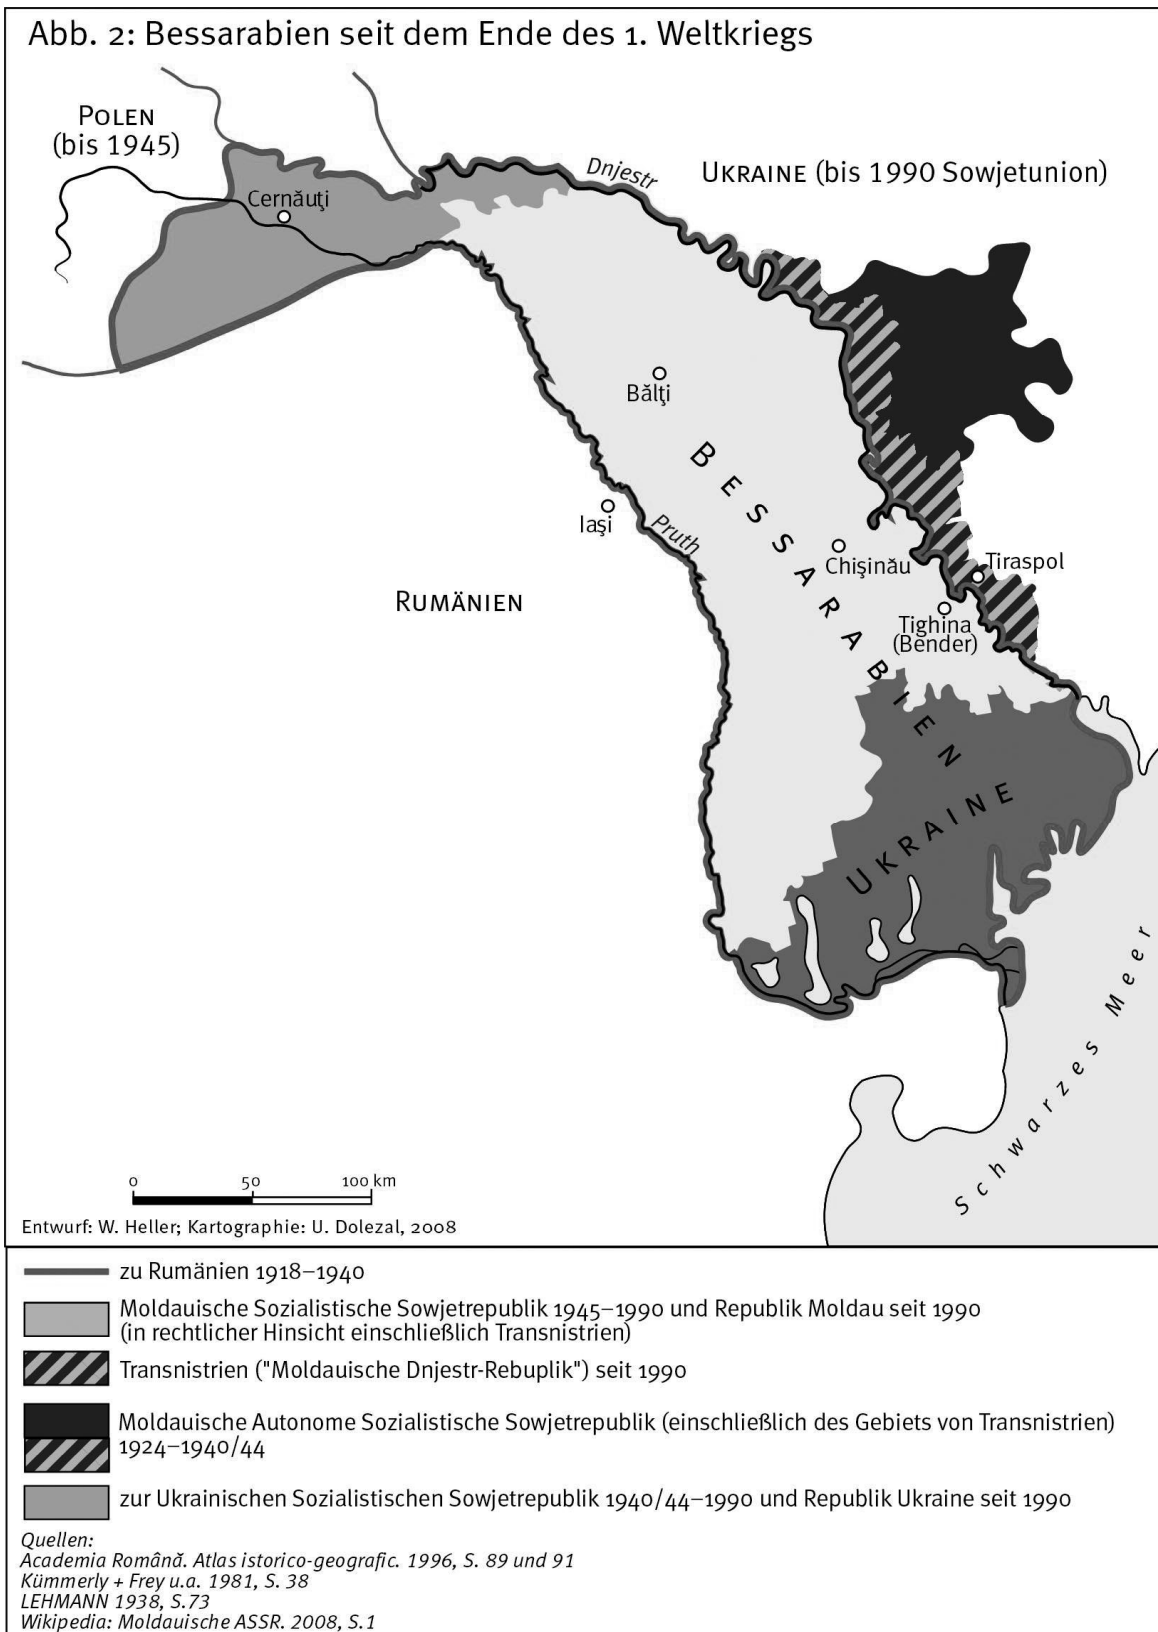 Abb. 2: Bessarabien seit dem Ende des 1. Weltkriegs
POLEN
(bis 1945)
Dnjestr
UKRAINE (bis 1990 Sowjetunion)
Cernăuţi
Bălţi
BESSARABIEN
Iaşi
Pruth
Chişinău
Tiraspol
RUMÄNIEN
Tighina
(Bender)
UKRAINE
Schwarzes Meer
0 50 100 km
Entwurf: W. Heller; Kartographie: U. Dolezal, 2008
zu Rumänien 1918–1940
Moldauische Sozialistische Sowjetrepublik 1945–1990 und Republik Moldau seit 1990
(in rechtlicher Hinsicht einschließlich Transnistrien)
Transnistrien ("Moldauische Dnjestr-Rebuplik") seit 1990
Moldauische Autonome Sozialistische Sowjetrepublik (einschließlich des Gebiets von Transnistrien)
1924–1940/44
zur Ukrainischen Sozialistischen Sowjetrepublik 1940/44–1990 und Republik Ukraine seit 1990
Quellen:
Academia Română. Atlas istorico-geografic. 1996, S. 89 und 91
Kümmerly + Frey u.a. 1981, S. 38
LEHMANN 1938, S.73
Wikipedia: Moldauische ASSR. 2008, S.1